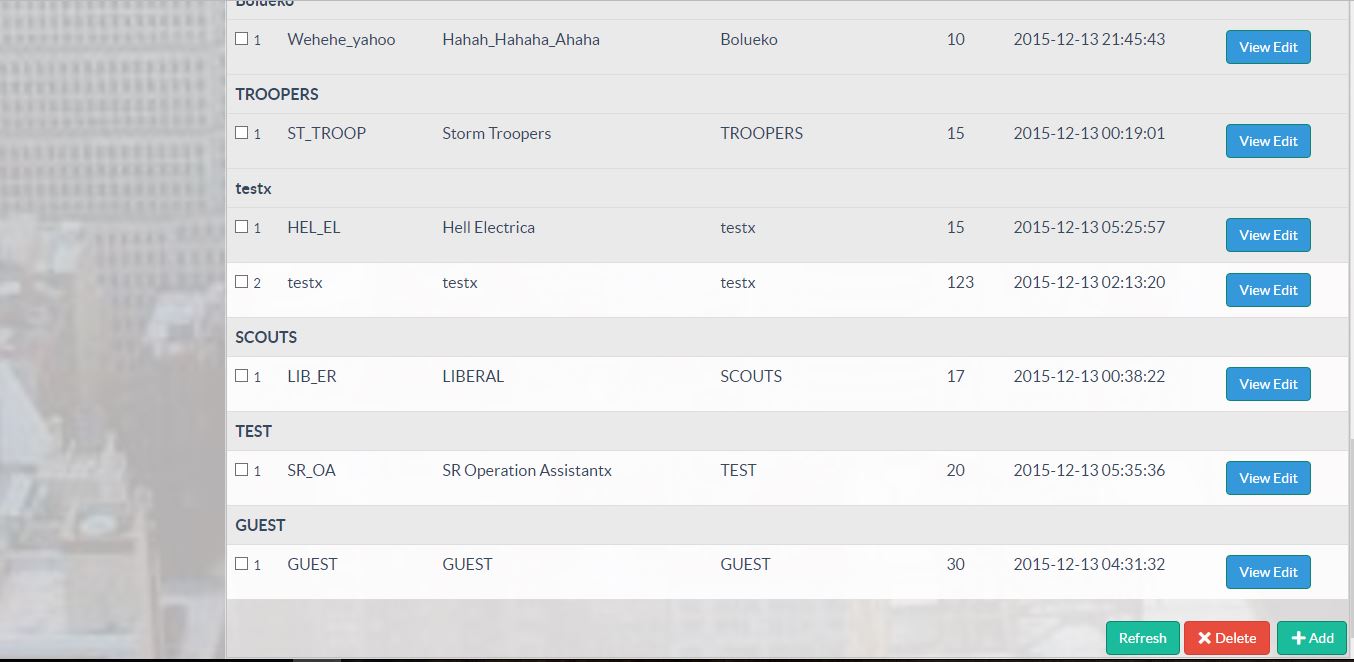 Bolueko
1 Wehehe_yahoo Hahah_Hahaha_Ahaha Bolueko 10 2015-12-13 21:45:43 View Edit
TROOPERS
1 ST_TROOP Storm Troopers TROOPERS 15 2015-12-13 00:19:01 View Edit
testx
1 HEL_EL Hell Electrica testx 15 2015-12-13 05:25:57 View Edit
2 testx testx testx 123 2015-12-13 02:13:20 View Edit
SCOUTS
1 LIB_ER LIBERAL SCOUTS 17 2015-12-13 00:38:22 View Edit
TEST
1 SR_OA SR Operation Assistantx TEST 20 2015-12-13 05:35:36 View Edit
GUEST
1 GUEST GUEST GUEST 30 2015-12-13 04:31:32 View Edit
Refresh Delete Add